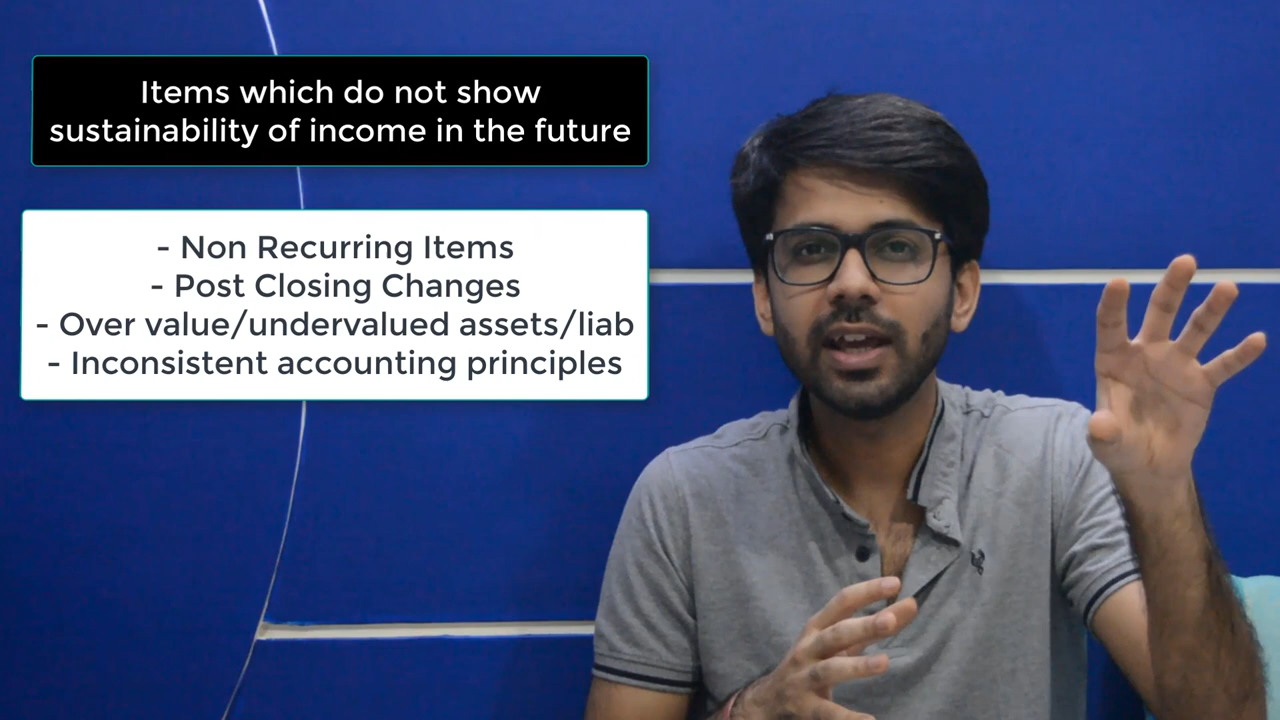 Items which do not show
sustainability of income in the future
- Non Recurring Items
- Post Closing Changes
- Over value/undervalued assets/liab
- Inconsistent accounting principles